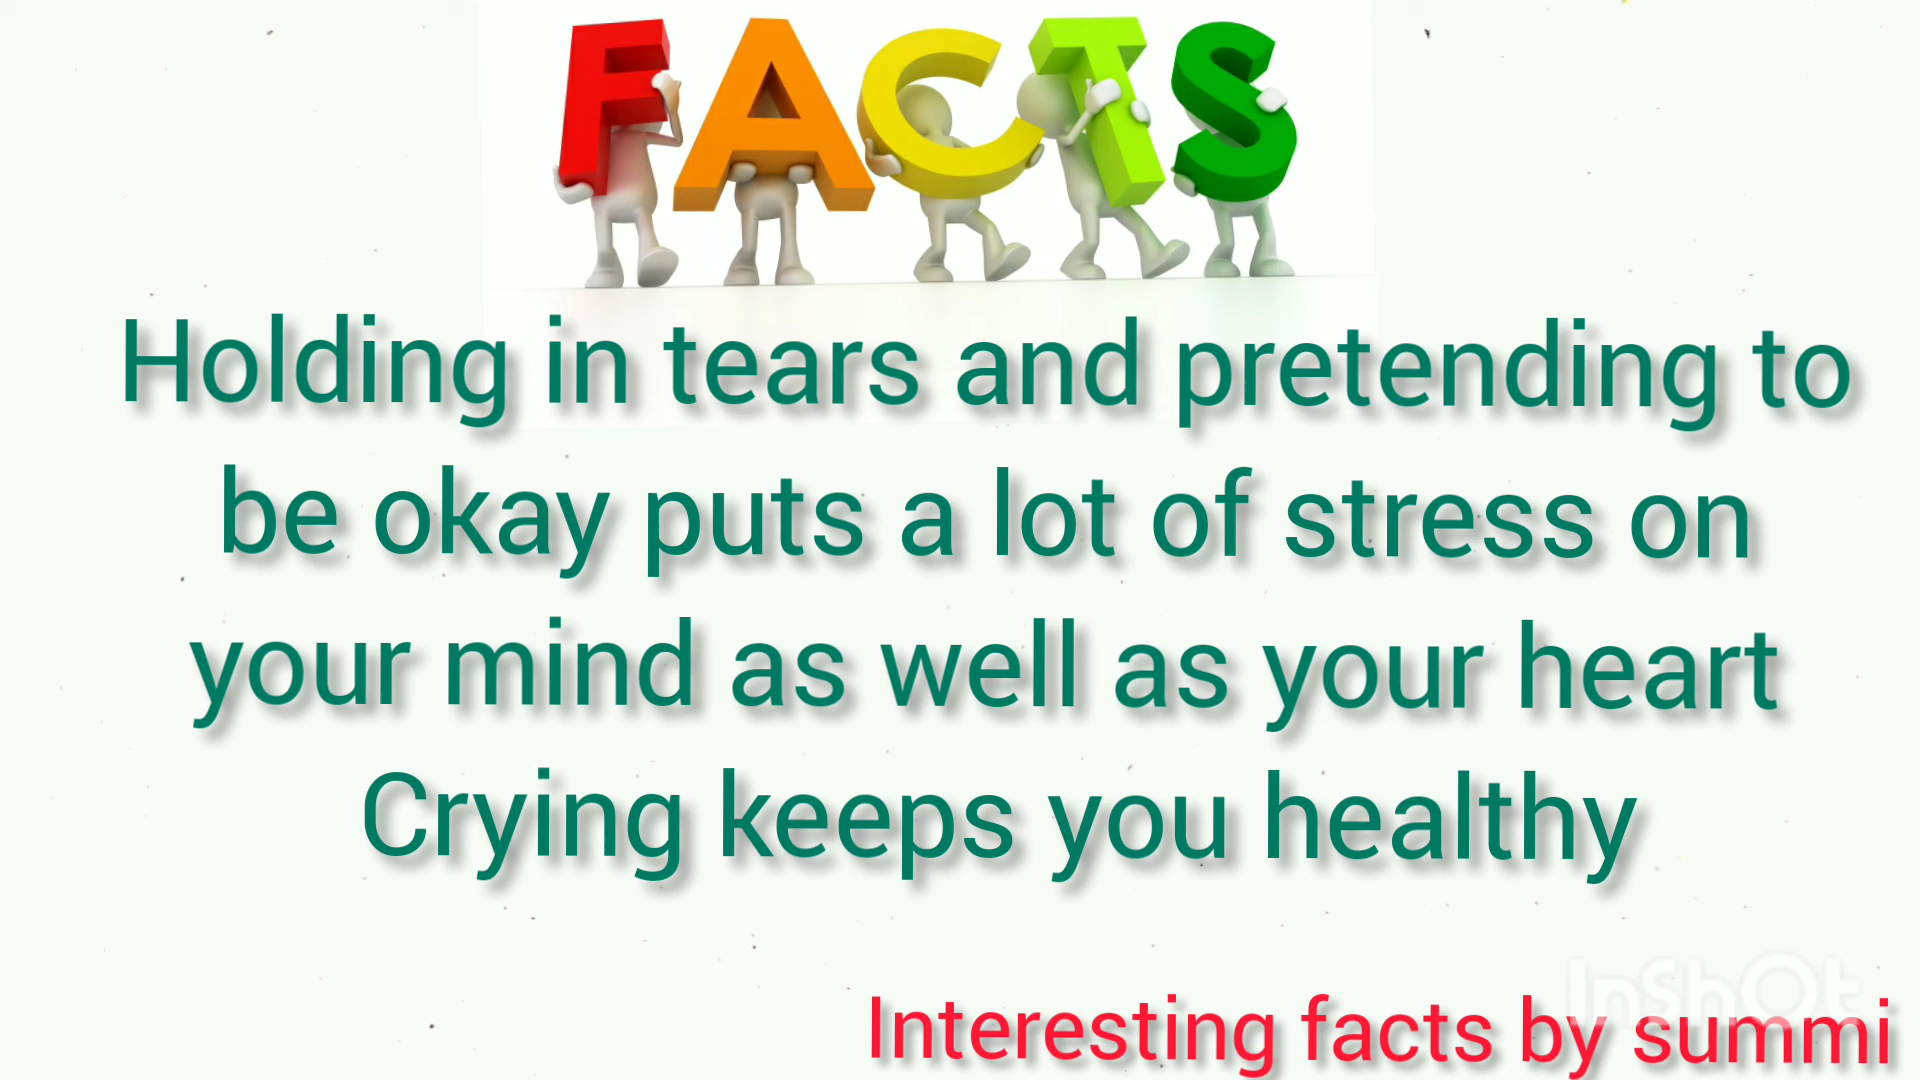 FACTS
Holding in tears and pretending to
be okay puts a lot of stress on
your mind as well as your heart
Crying keeps you healthy
InShOt
Interesting facts by summi